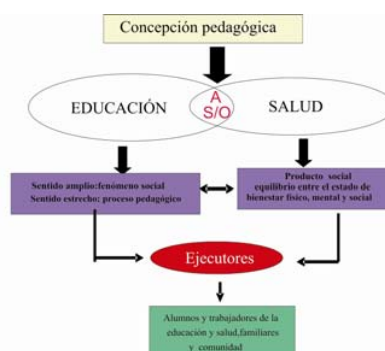 Concepción pedagógica
EDUCACIÓN
A
S/O
SALUD
Sentido amplio:fenómeno social
Sentido estrecho: proceso pedagógico
Producto social
equilibrio entre el estado de
bienestar físico, mental y social
Ejecutores
Alumnos y trabajadores de la
educación y salud,familiares
y comunidad